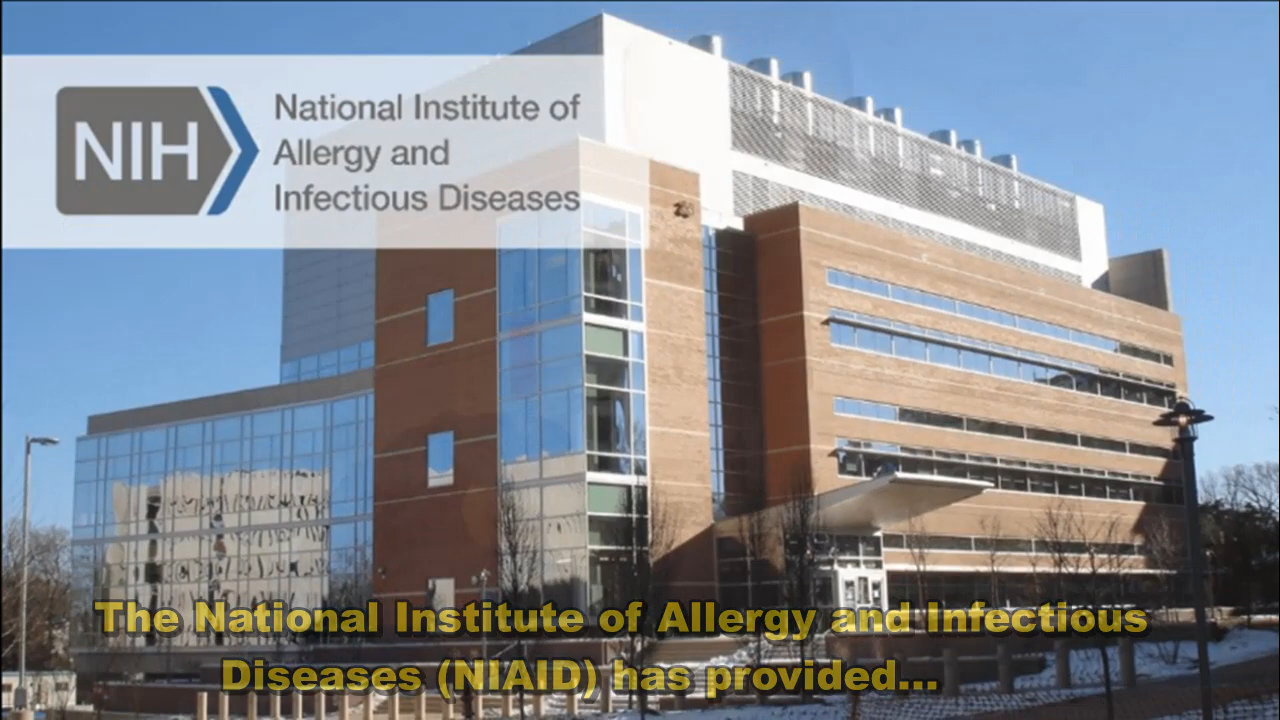 NIH
National Institute of
Allergy and
Infectious Diseases
The National Institute of Allergy and Infectious
Diseases (NIAID) has provided...